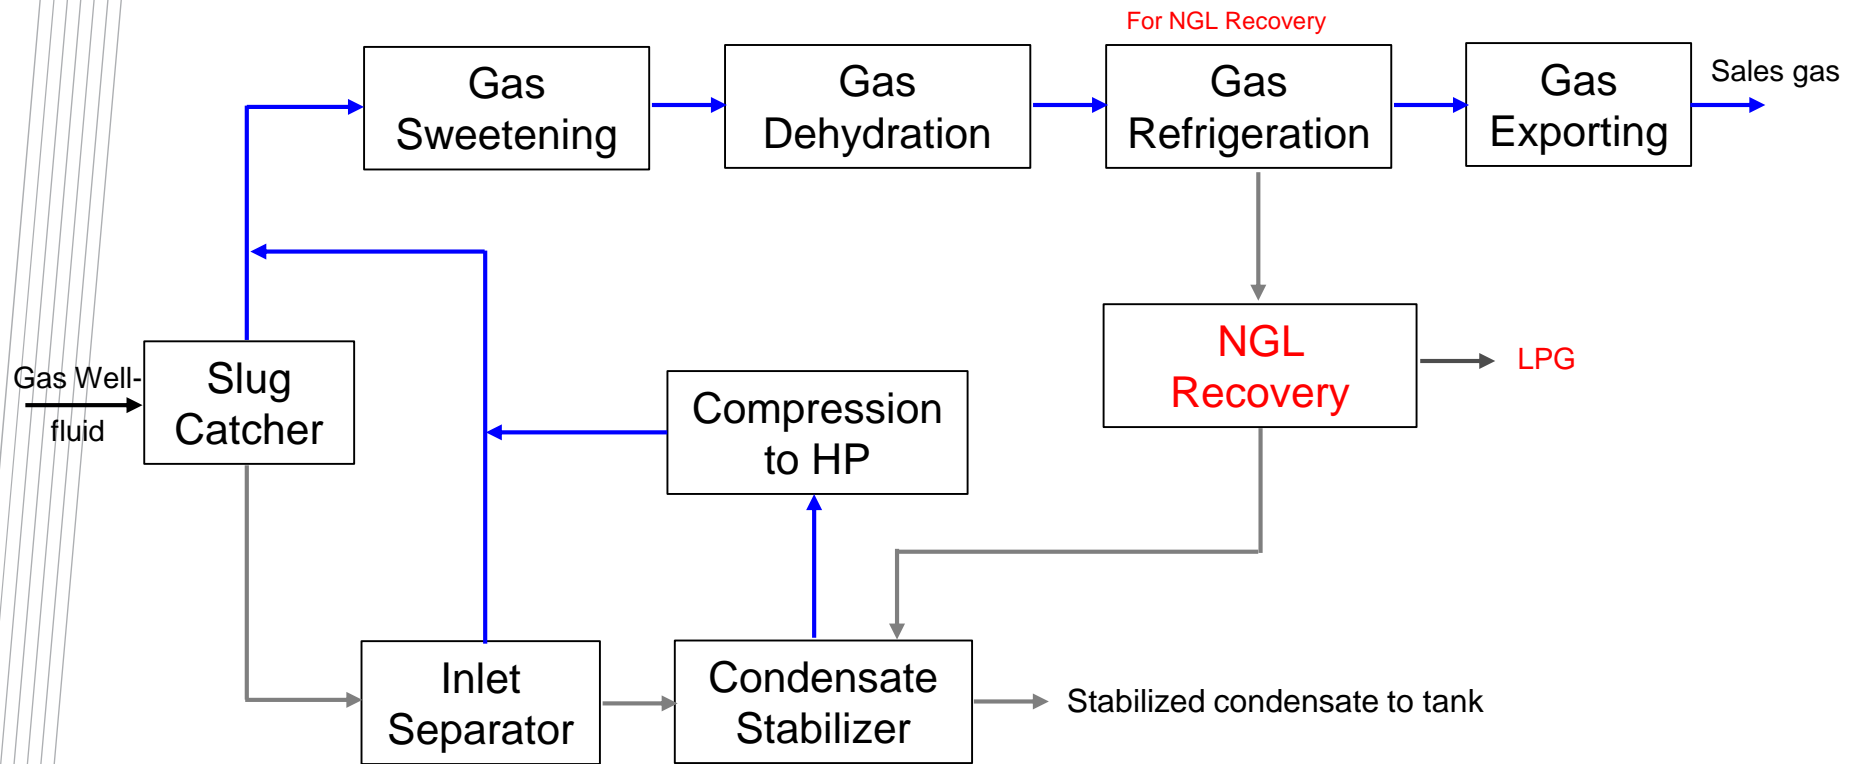 For NGL Recovery
Gas
Sweetening
Gas
Dehydration
Gas
Refrigeration
Gas
Exporting
Sales gas
Gas Well-
fluid
Slug
Catcher
Compression
to HP
NGL
Recovery
LPG
Inlet
Separator
Condensate
Stabilizer
Stabilized condensate to tank